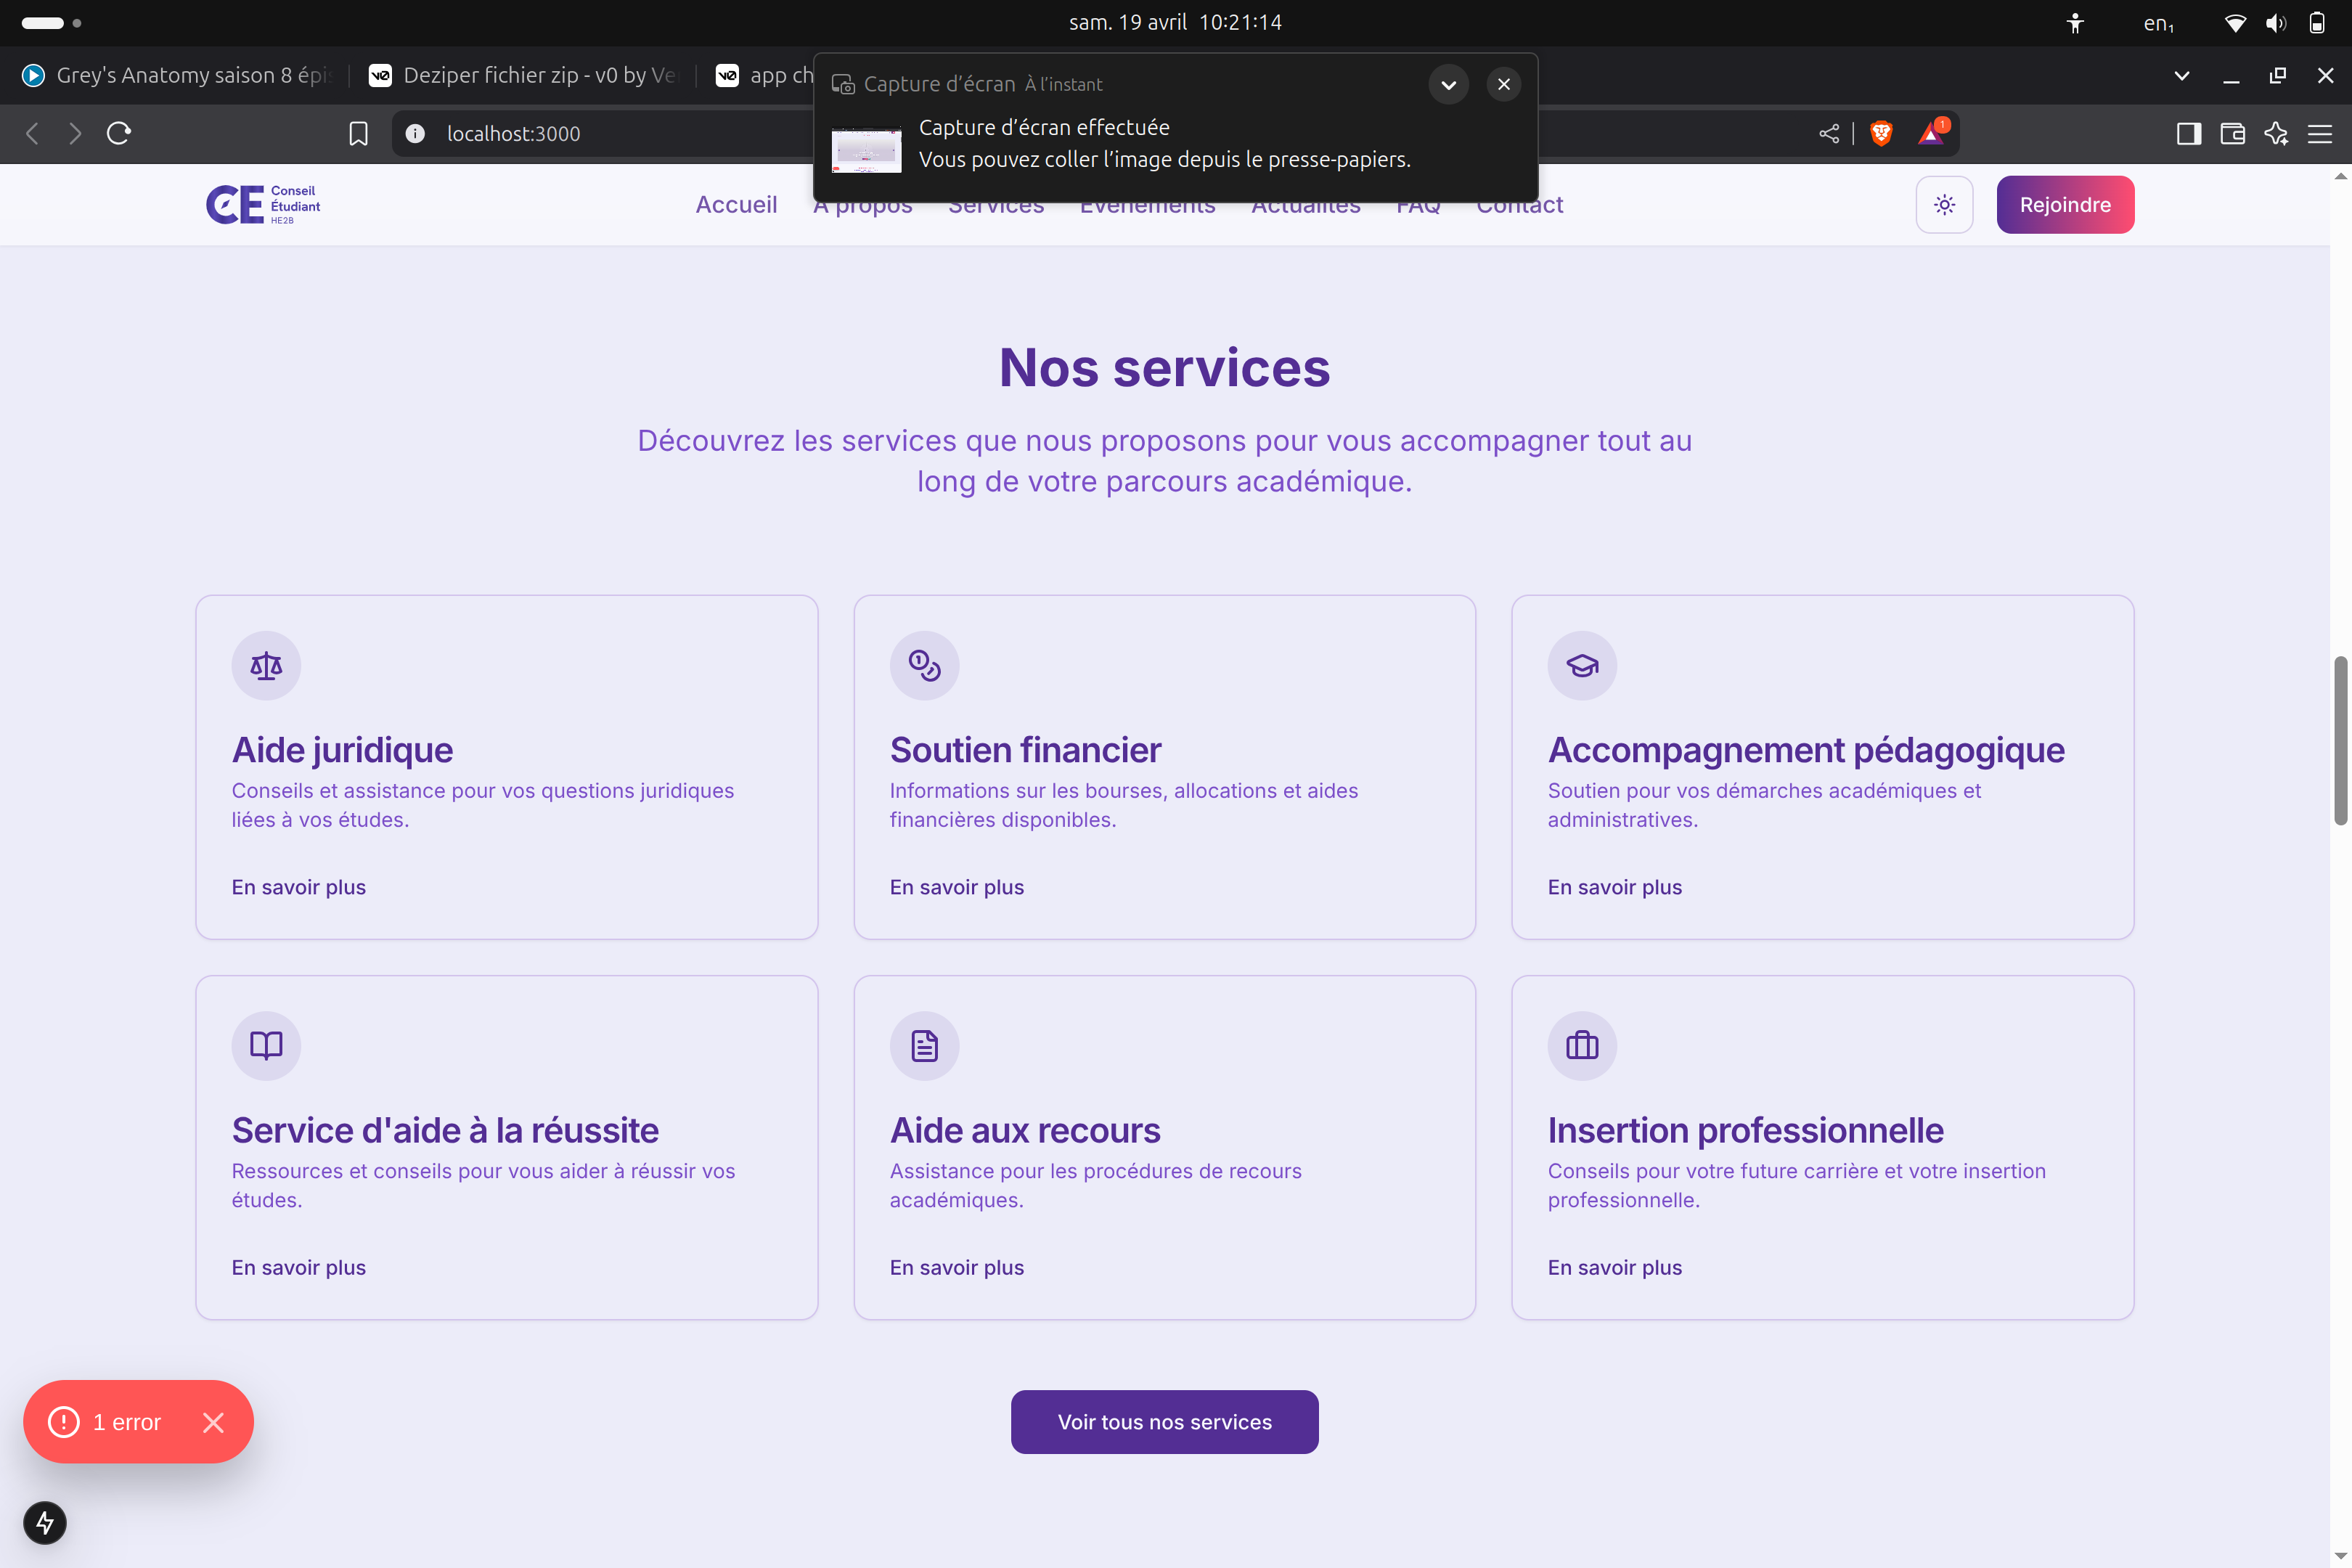 sam. 19 avril 10:21:14
en₁
Grey's Anatomy saison 8 épis
Deziper fichier zip - v0 by Ve
app ch
Capture d'écran À l'instant
Capture d'écran effectuée
Vous pouvez coller l'image depuis le presse-papiers.
localhost:3000
1
CE Conseil
Étudiant
HE2B
Accueil
À propos
Services
Événements
Actualités
FAQ
Contact
Rejoindre
Nos services
Découvrez les services que nous proposons pour vous accompagner tout au
long de votre parcours académique.
Aide juridique
Conseils et assistance pour vos questions juridiques
liées à vos études.
En savoir plus
Soutien financier
Informations sur les bourses, allocations et aides
financières disponibles.
En savoir plus
Accompagnement pédagogique
Soutien pour vos démarches académiques et
administratives.
En savoir plus
Service d'aide à la réussite
Ressources et conseils pour vous aider à réussir vos
études.
En savoir plus
Aide aux recours
Assistance pour les procédures de recours
académiques.
En savoir plus
Insertion professionnelle
Conseils pour votre future carrière et votre insertion
professionnelle.
En savoir plus
1 error
Voir tous nos services